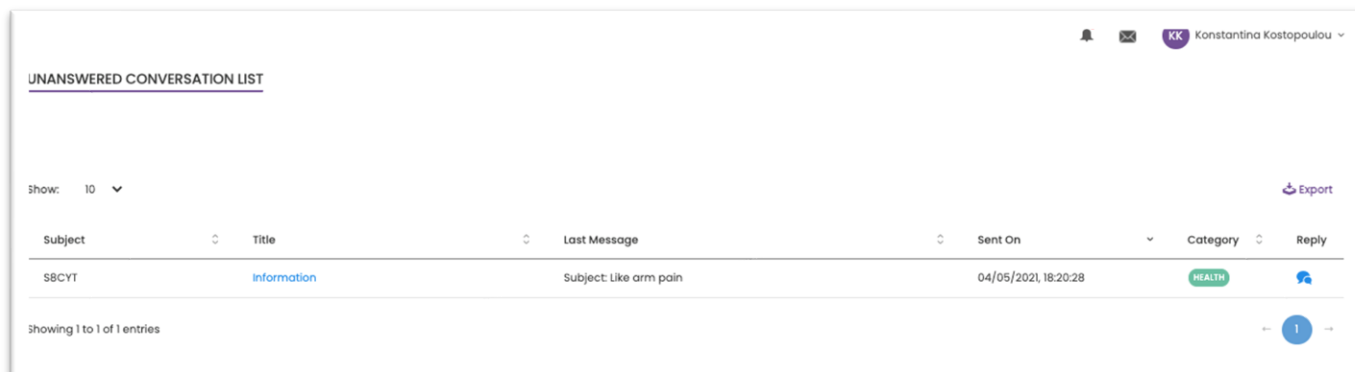 KK Konstantina Kostopoulou
UNANSWERED CONVERSATION LIST
Show: 10
Export
Subject Title Last Message Sent On Category Reply
S8CYT Information Subject: Like arm pain 04/05/2021, 18:20:28 HEALTH
Showing 1 to 1 of 1 entries
← 1 →